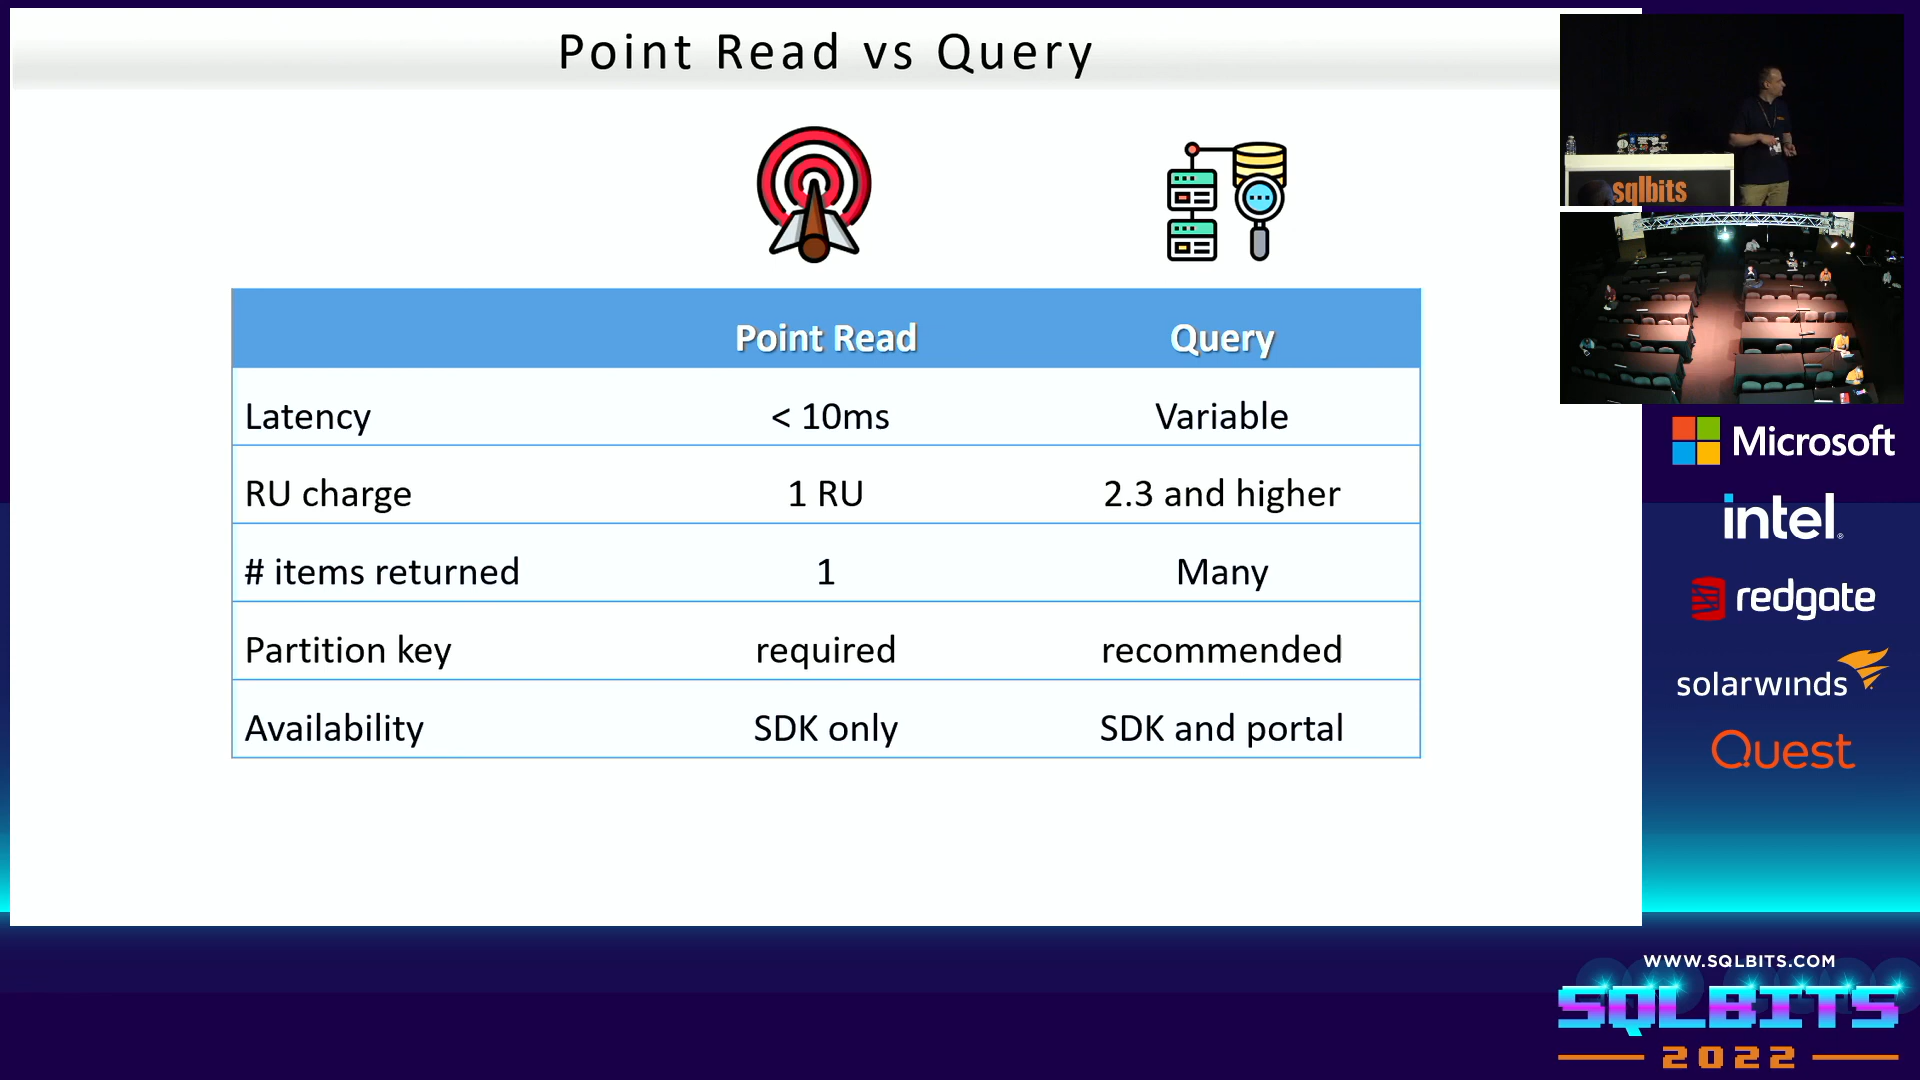 Point Read vs Query
Point Read Query
Latency < 10ms Variable
RU charge 1 RU 2.3 and higher
# items returned 1 Many
Partition key required recommended
Availability SDK only SDK and portal
sqlbits
Microsoft
intel.
redgate
solarwinds
Quest
WWW.SQLBITS.COM
SQLBITS
2022